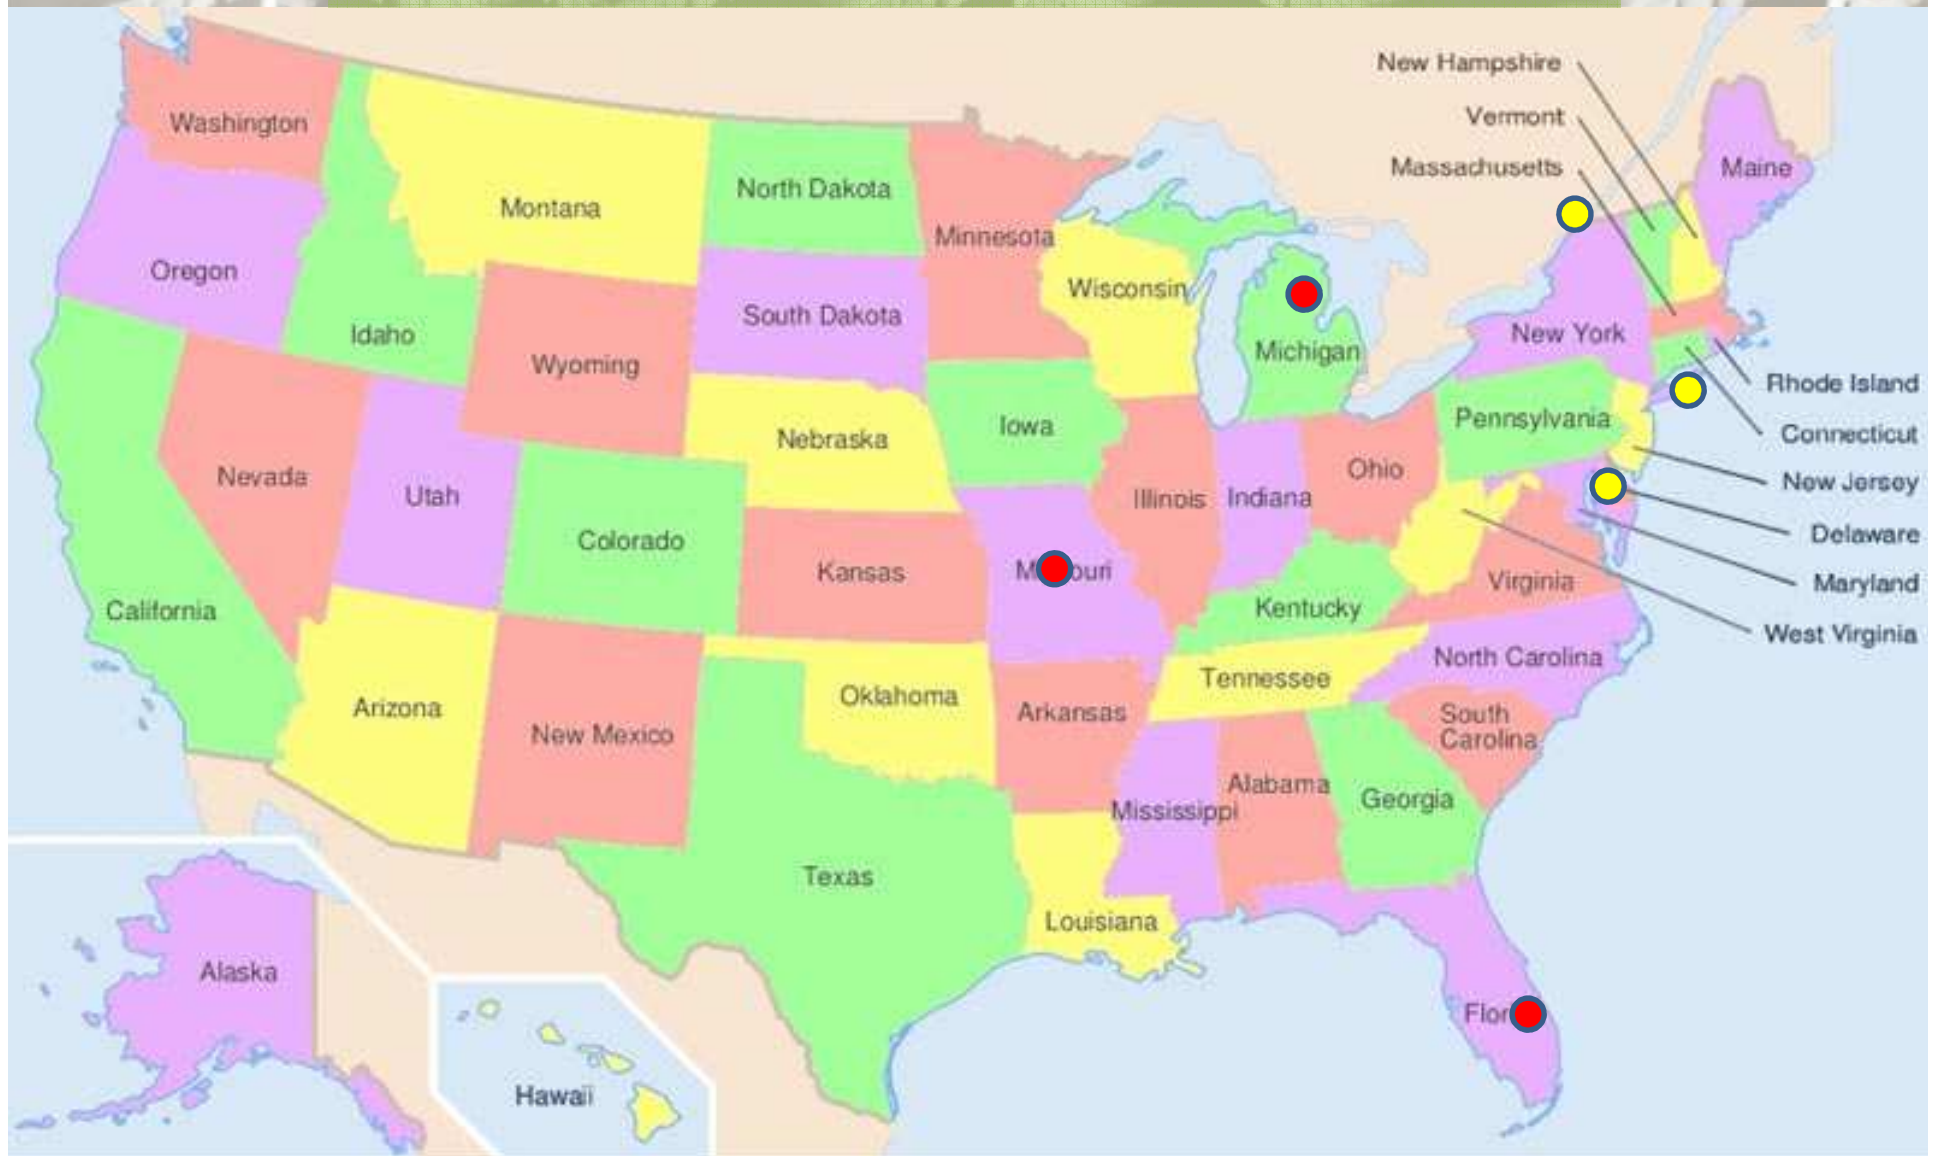 New Hampshire
Vermont
Massachusetts
Washington
Maine
Montana
North Dakota
Minnesota
Oregon
Wisconsin
South Dakota
Idaho
New York
Michigan
Wyoming
Rhode Island
Pennsylvania
Iowa
Connecticut
Nebraska
Ohio
Nevada
New Jersey
Utah
Illinois
Indiana
Delaware
Colorado
Kansas
M ouri
Virginia
Maryland
California
Kentucky
West Virginia
North Carolina
Tennessee
Oklahoma
Arizona
Arkansas
South
Carolina
New Mexico
Alabama
Georgia
Mississippi
Texas
Louisiana
Alaska
Flor
Hawaii